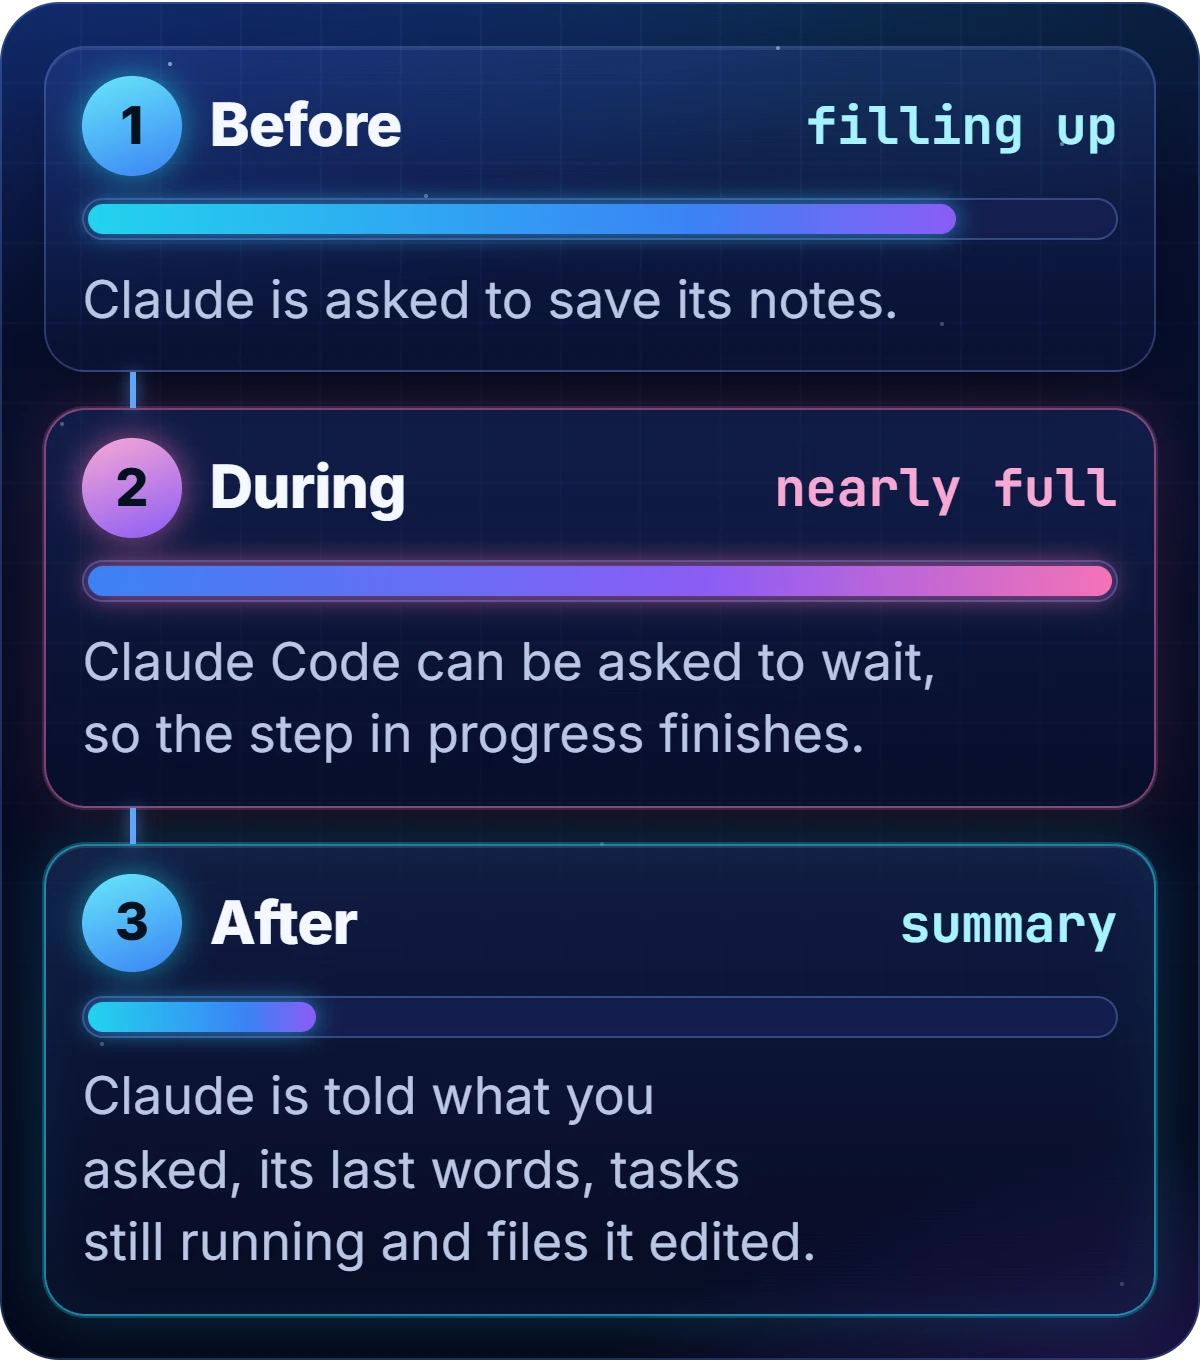 1 Before filling up
Claude is asked to save its notes.
2 During nearly full
Claude Code can be asked to wait,
so the step in progress finishes.
3 After summary
Claude is told what you
asked, its last words, tasks
still running and files it edited.